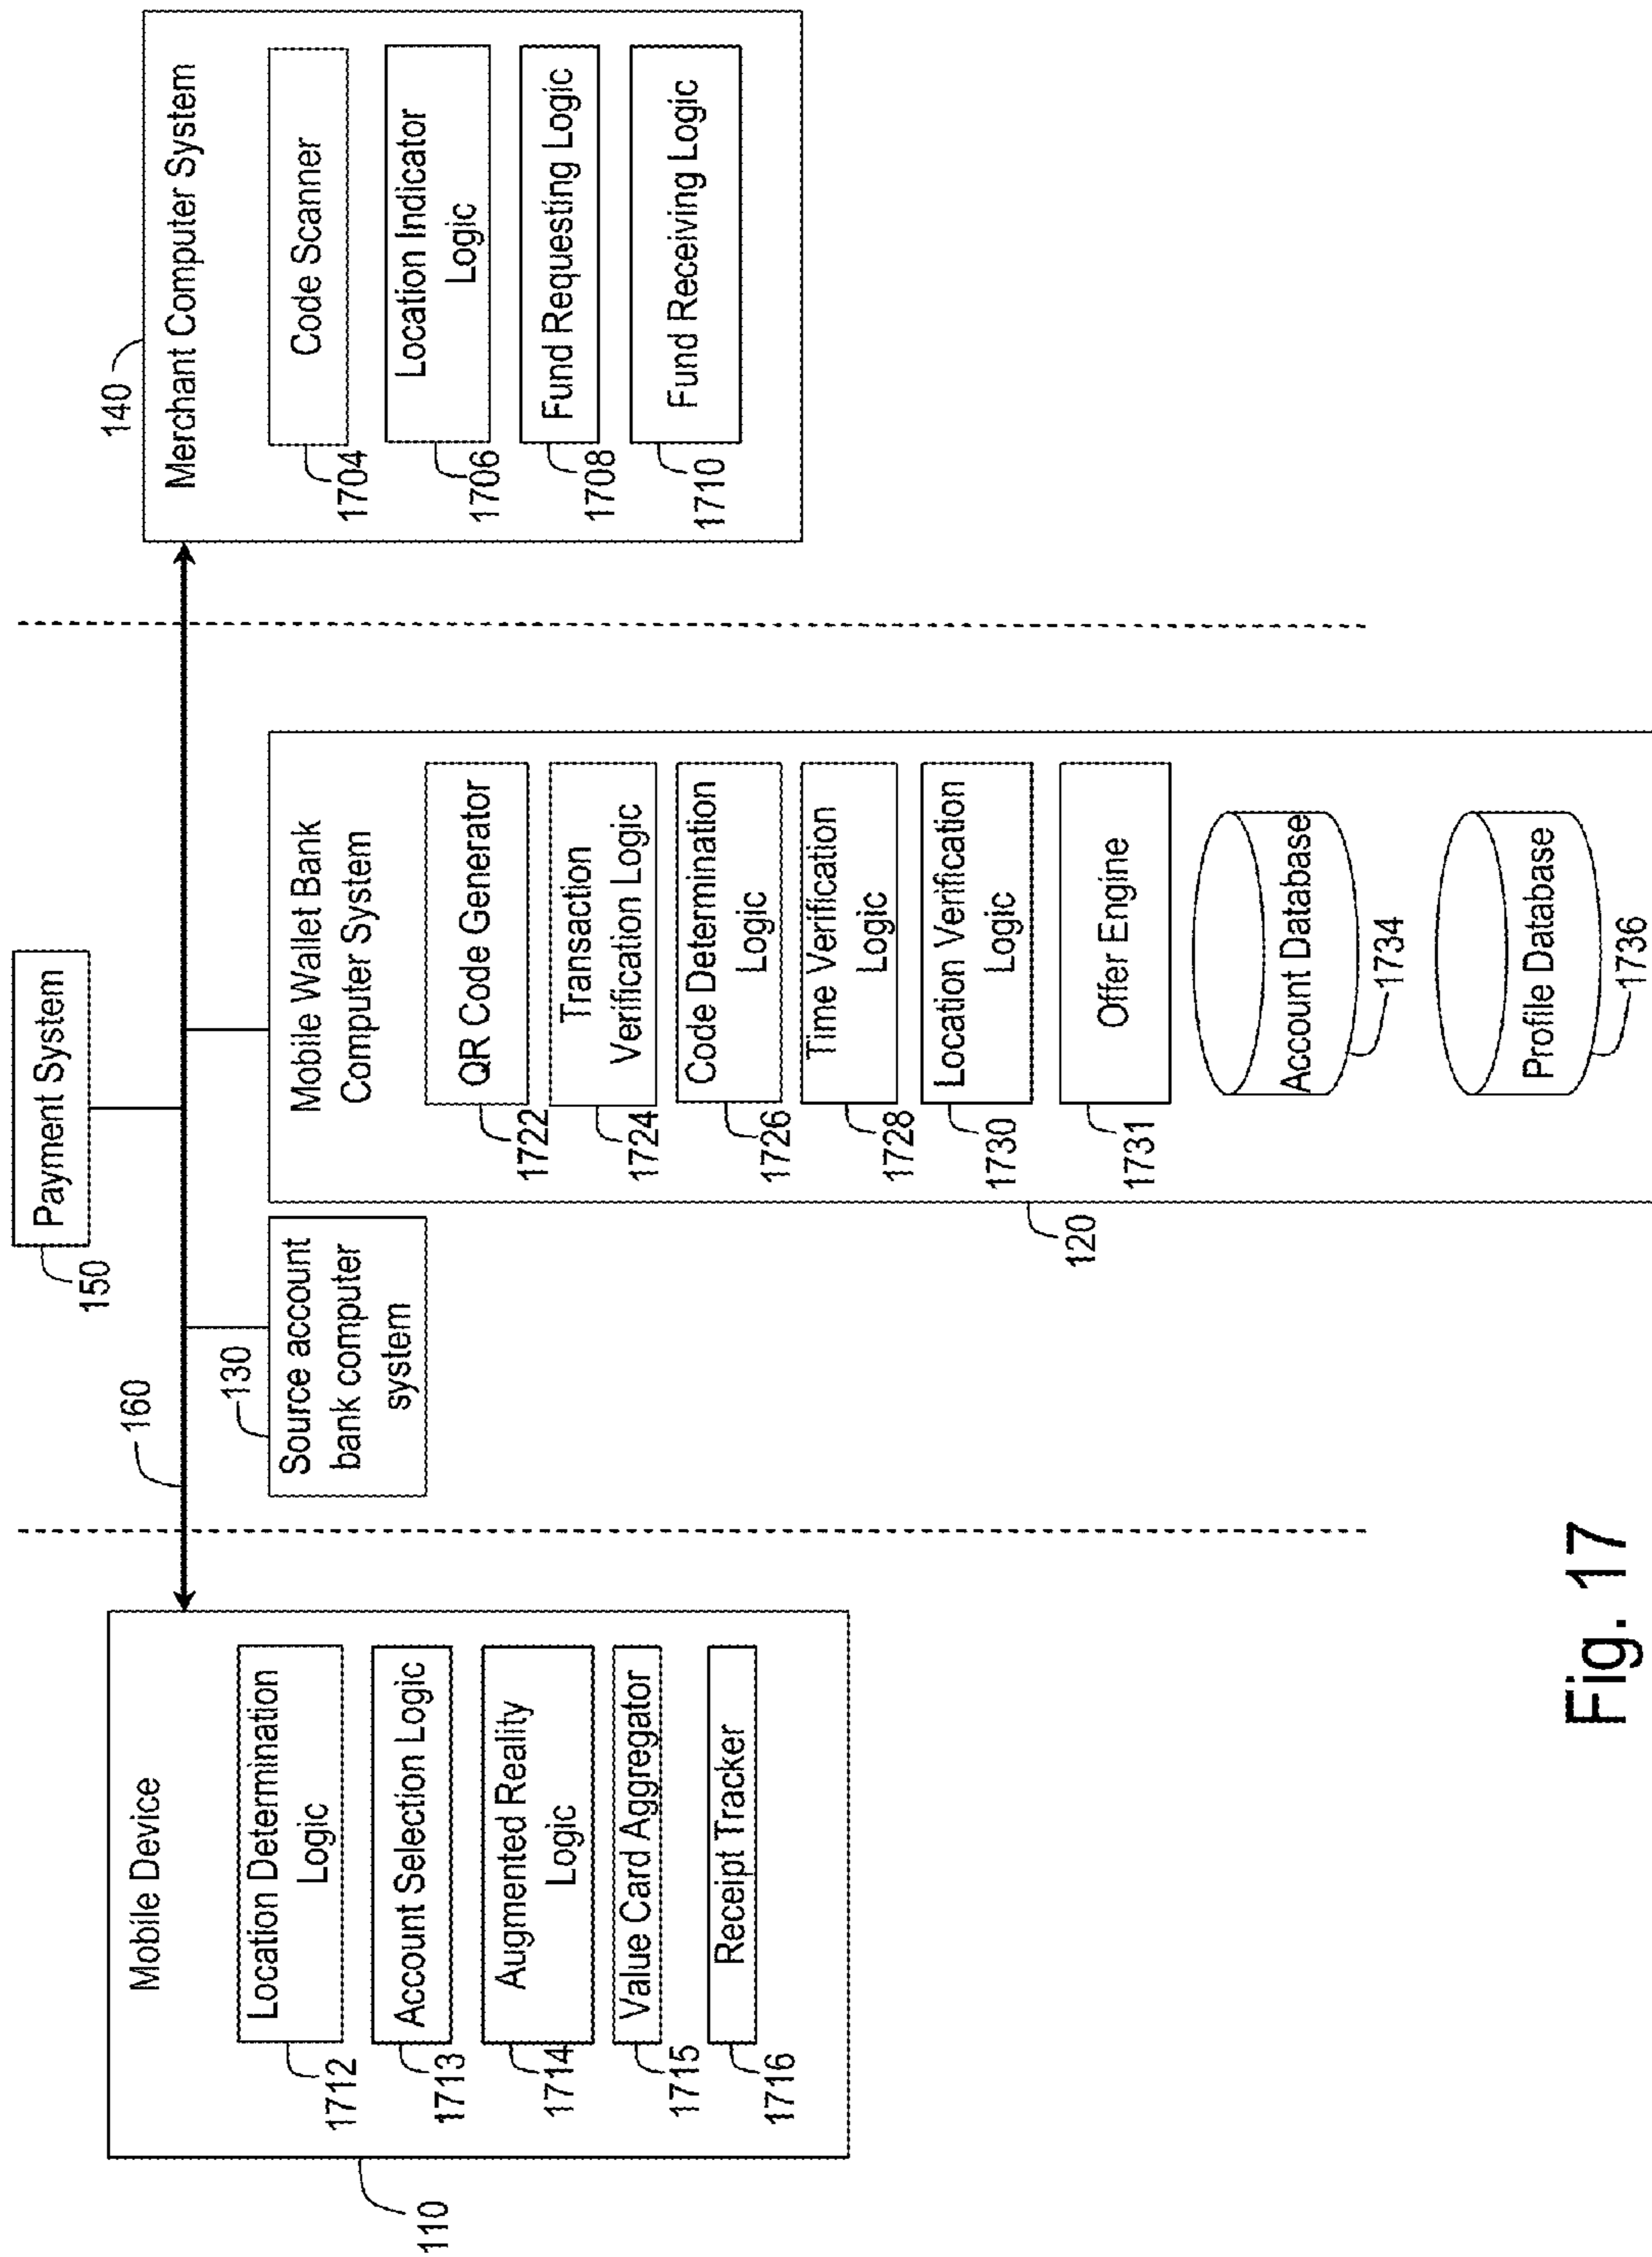 Payment System
150
160
140
Mobile Device
Location Determination
Logic
1712
Account Selection Logic
1713
Augmented Reality
Logic
1714
Value Card Aggregator
1715
Receipt Tracker
1716
110
130
Source account
bank computer
system
Mobile Wallet Bank
Computer System
QR Code Generator
1722
Transaction
Verification Logic
1724
Code Determination
Logic
1726
Time Verification
Logic
1728
Location Verification
Logic
1730
Offer Engine
1731
Account Database
1734
Profile Database
1736
120
Merchant Computer System
Code Scanner
1704
Location Indicator
Logic
1706
Fund Requesting Logic
1708
Fund Receiving Logic
1710
Fig. 17